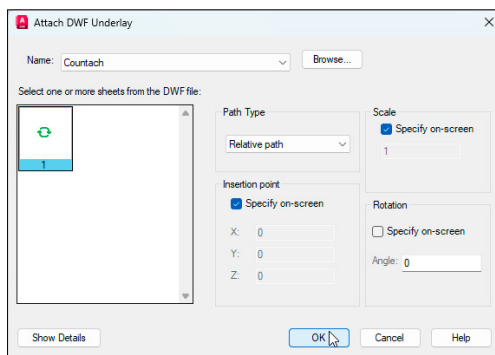 Attach DWF Underlay
Name: Countach Browse...
Select one or more sheets from the DWF file:
1
Path Type
Relative path
Insertion point
Specify on-screen
X: 0
Y: 0
Z: 0
Scale
Specify on-screen
1
Rotation
Specify on-screen
Angle: 0
Show Details OK Cancel Help